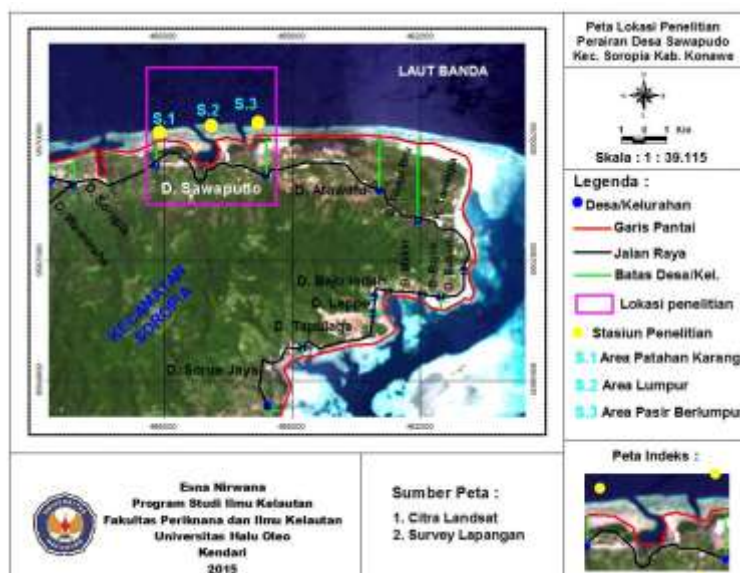 Peta Lokasi Penelitian
Perairan Desa Sawapudo
Kec. Soropia Kab. Konawe
Skala : 1 : 39.115
Legenda :
Desa/Kelurahan
Garis Pantai
Jalan Raya
Batas Desa/Kel.
Lokasi penelitian
Stasiun Penelitian
S.1 Area Patahan Karang
S.2 Area Lumpur
S.3 Area Pasir Berlumpur
Peta Indeks :
LAUT BANDA
S.1
S.2
S.3
D. Sawapudo
D. Atowatu
D. Soropia
D. Bajo Indah
D. Leppe
D. Tapulaga
D. Sorue Jaya
KECAMATAN
SOROPIA
Esna Nirwana
Program Studi Ilmu Kelautan
Fakultas Periknana dan Ilmu Kelautan
Universitas Halu Oleo
Kendari
2015
Sumber Peta :
1. Citra Landsat
2. Survey Lapangan